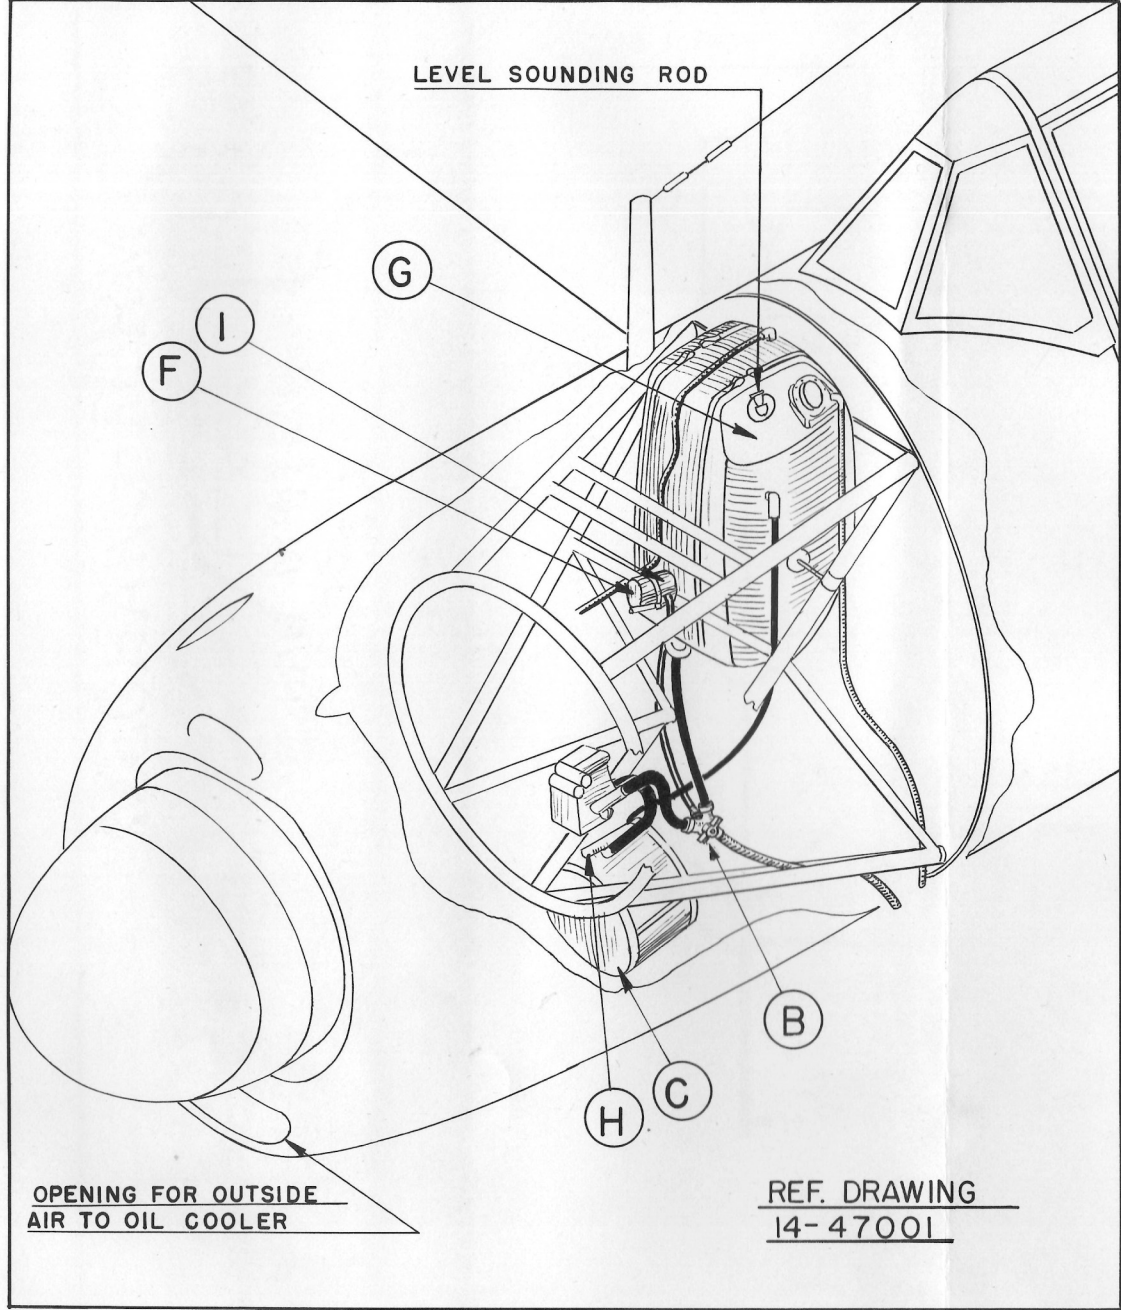 LEVEL SOUNDING ROD
G
I
F
B
C
H
OPENING FOR OUTSIDE
AIR TO OIL COOLER
REF. DRAWING
14-47001